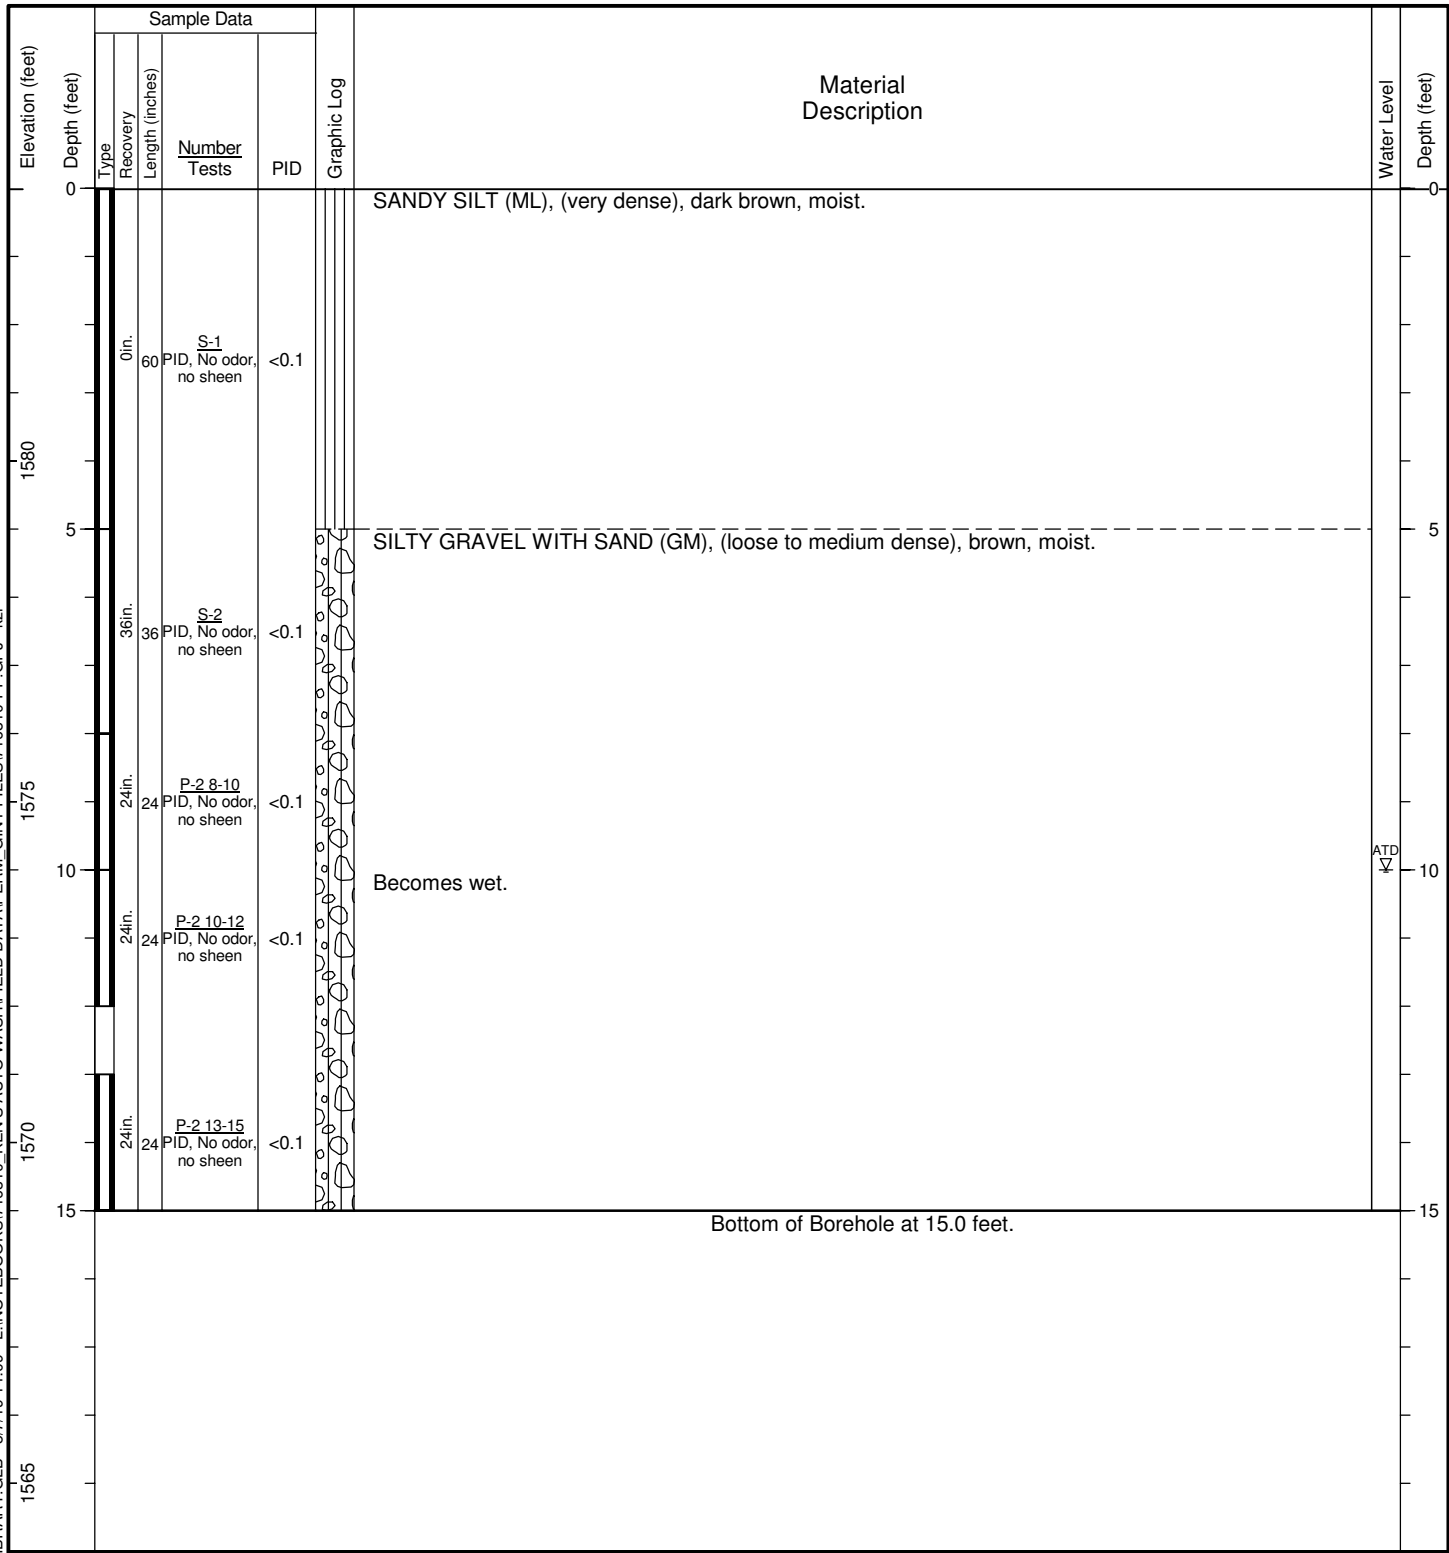 Sample Data
Elevation (feet)
Depth (feet)
Type
Recovery
Length (inches)
Number
Tests
PID
Graphic Log
Material
Description
Water Level
Depth (feet)
0
SANDY SILT (ML), (very dense), dark brown, moist.
0
0in.
60
S-1
PID, No odor,
no sheen
<0.1
1580
5
SILTY GRAVEL WITH SAND (GM), (loose to medium dense), brown, moist.
5
36in.
36
S-2
PID, No odor,
no sheen
<0.1
1575
24in.
24
P-2 8-10
PID, No odor,
no sheen
<0.1
ATD
10
Becomes wet.
10
24in.
24
P-2 10-12
PID, No odor,
no sheen
<0.1
1570
24in.
24
P-2 13-15
PID, No odor,
no sheen
<0.1
15
Bottom of Borehole at 15.0 feet.
15
1565